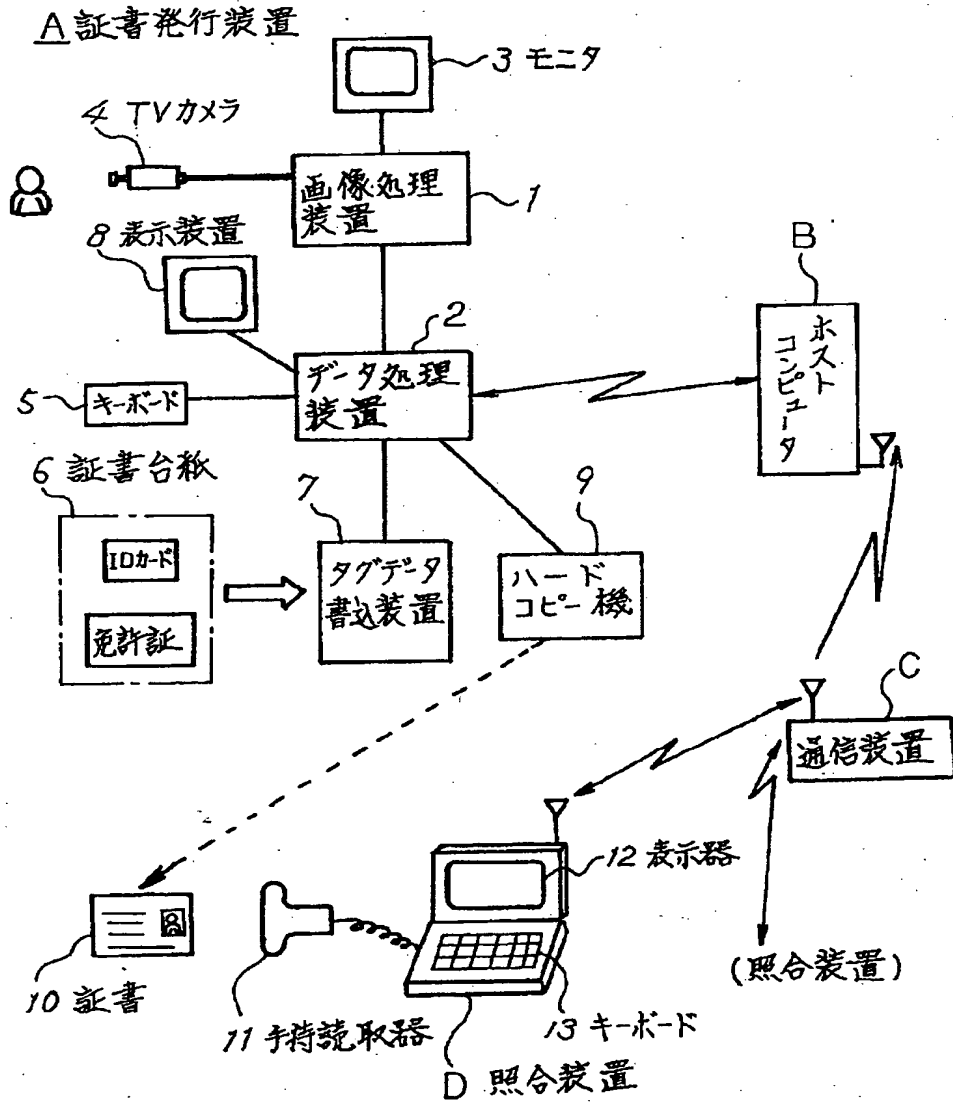 A 証書発行装置
3 モニタ
4 TVカメラ
画像処理
装置
1
8 表示装置
B
ホスト
コンピュータ
2
データ処理
装置
5
キーボード
6 証書台紙
7
9
IDカード
免許証
タグデータ
書込装置
ハード
コピー機
C
通信装置
12 表示器
(照合装置)
10 証書
11 手持読取器
13 キーボード
D 照合装置